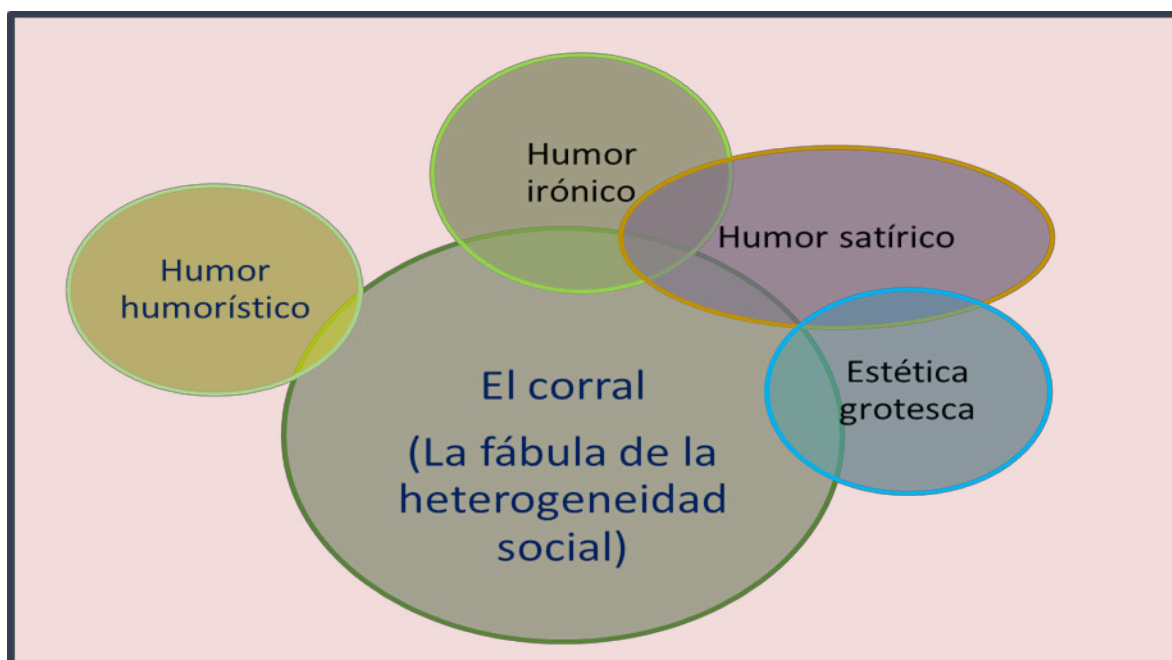 Humor
irónico
Humor satírico
Humor
humorístico
Estética
grotesca
El corral
(La fábula de la
heterogeneidad
social)